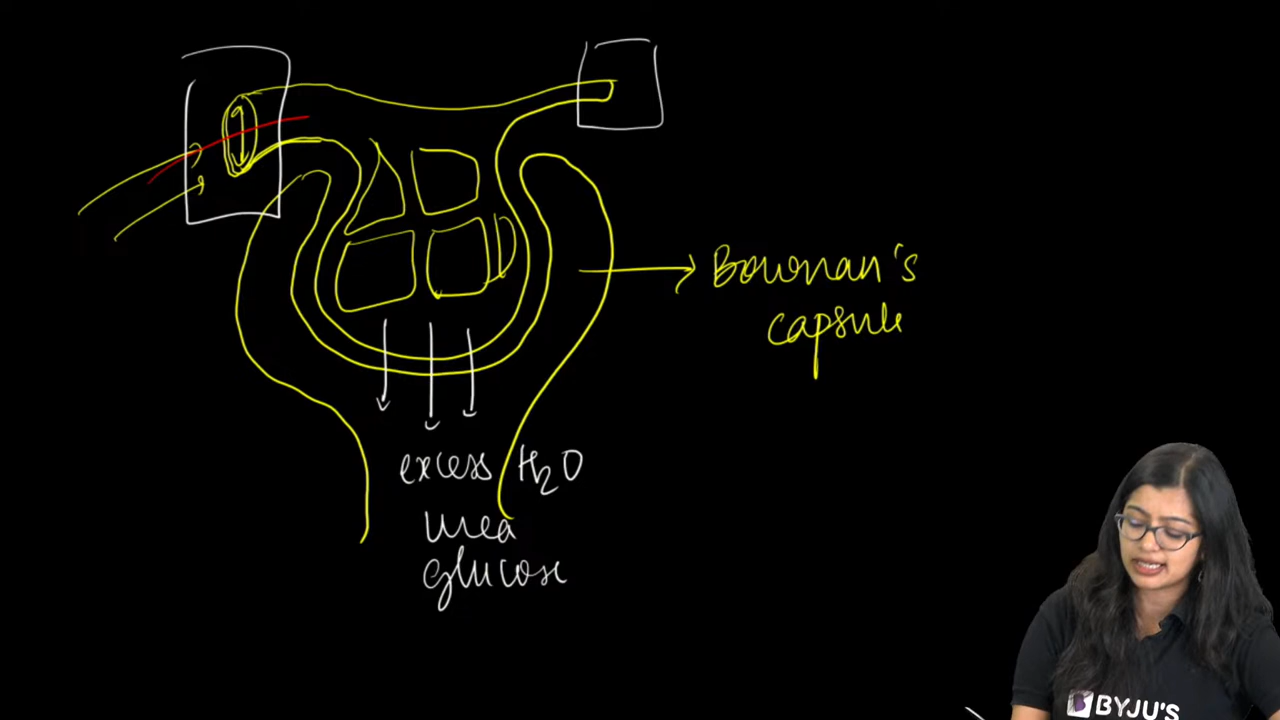 Bowman's
capsule
excess H₂O
urea
glucose
BYJU'S